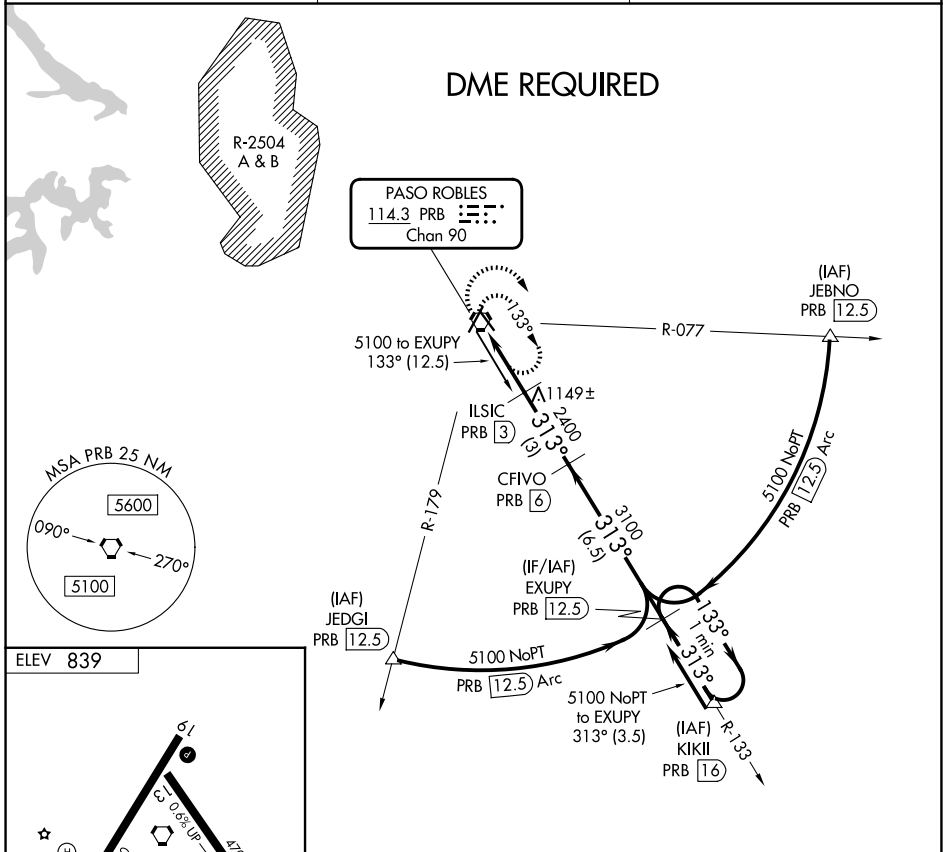 DME REQUIRED
R-2504
A & B
PASO ROBLES
114.3 PRB
Chan 90
(IAF)
JEBNO
PRB 12.5
133°
R-077
5100 to EXUPY
133° (12.5)
1149±
ILSIC
PRB 3
2400
313°
(3)
5100 NoPT
PRB 12.5 Arc
CFIVO
PRB 6
R-179
3100
313°
(6.5)
MSA PRB 25 NM
5600
090°
270°
5100
(IF/IAF)
EXUPY
PRB 12.5
(IAF)
JEDGI
PRB 12.5
133°
1 min
313°
5100 NoPT
PRB 12.5 Arc
5100 NoPT
to EXUPY
313° (3.5)
(IAF)
KIKII
PRB 16
R-133
ELEV 839
19
P
13
0.6% UP
H